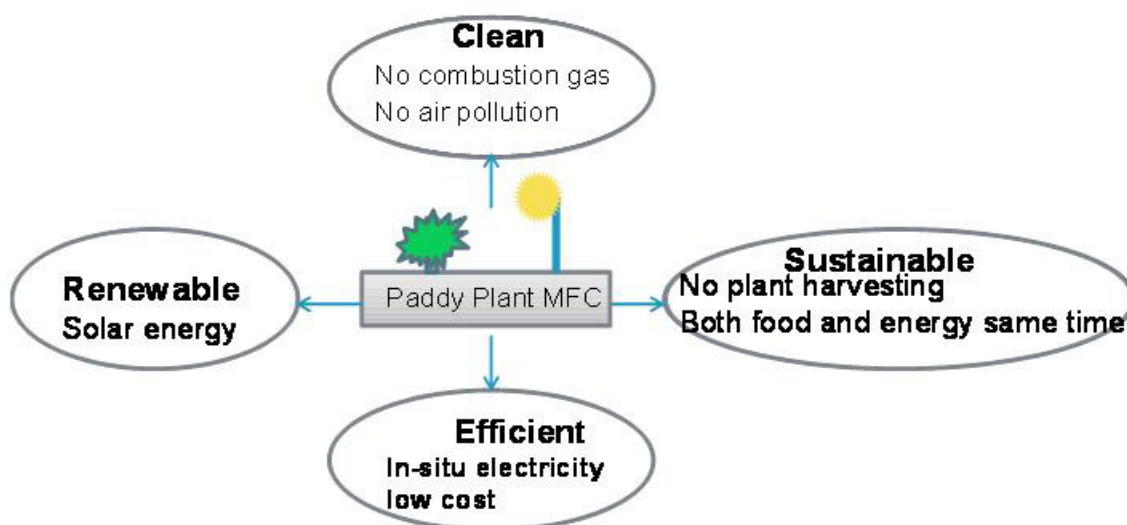 Clean
No combustion gas
No air pollution
Renewable
Solar energy
Paddy Plant MFC
Sustainable
No plant harvesting
Both food and energy same time
Efficient
In-situ electricity
low cost